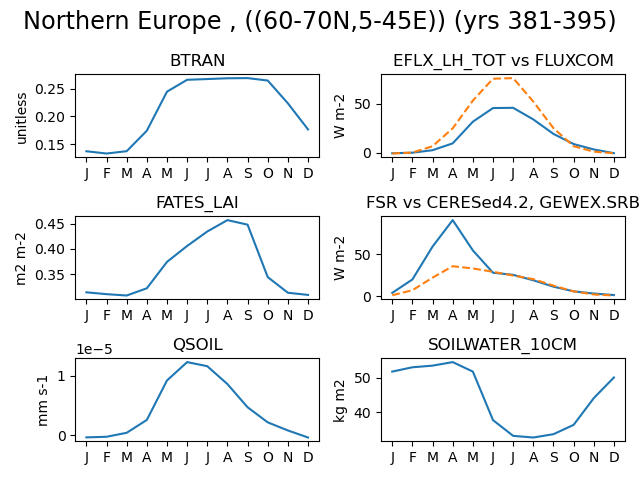 Northern Europe , ((60-70N,5-45E)) (yrs 381-395)
BTRAN
unitless
0.25
0.20
0.15
J F M A M J J A S O N D
EFLX_LH_TOT vs FLUXCOM
W m-2
50
0
J F M A M J J A S O N D
FATES_LAI
m2 m-2
0.45
0.40
0.35
J F M A M J J A S O N D
FSR vs CERESed4.2, GEWEX.SRB
W m-2
50
0
J F M A M J J A S O N D
QSOIL
1e−5
mm s-1
1
0
J F M A M J J A S O N D
SOILWATER_10CM
kg m2
50
40
J F M A M J J A S O N D